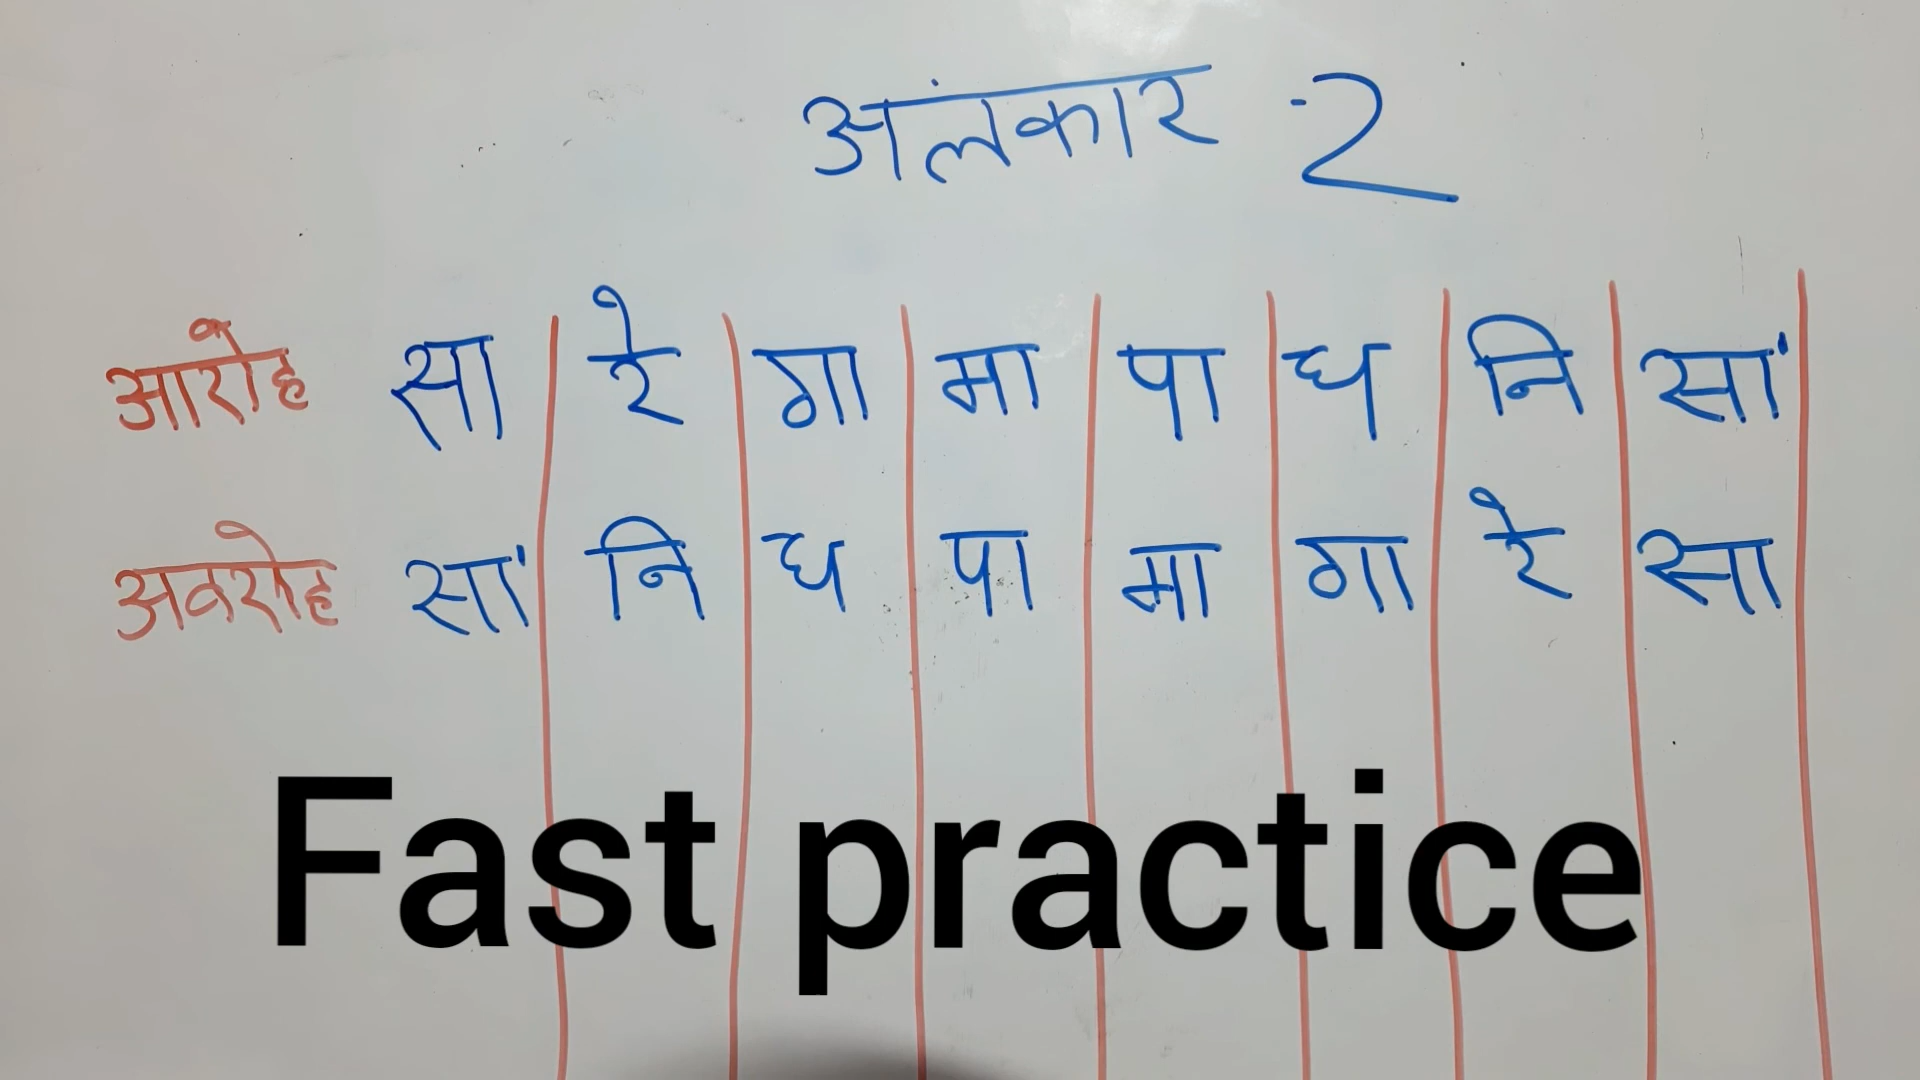 अलंकार -2
आरोह सा रे गा मा पा ध नि सा'
अवरोह सा' नि ध पा मा गा रे सा
Fast practice